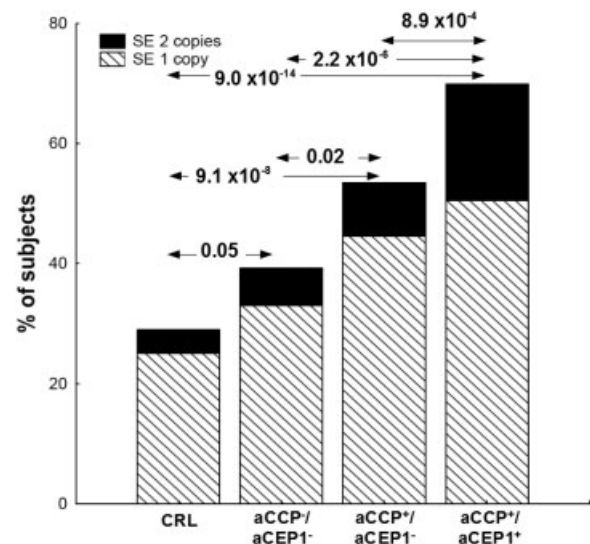 80
SE 2 copies
SE 1 copy
8.9 x10⁻⁴
2.2 x10⁻⁶
9.0 x10⁻¹⁴
60
0.02
9.1 x10⁻⁸
40
0.05
20
0
% of subjects
CRL
aCCP⁻/
aCEP1⁻
aCCP⁺/
aCEP1⁻
aCCP⁺/
aCEP1⁺